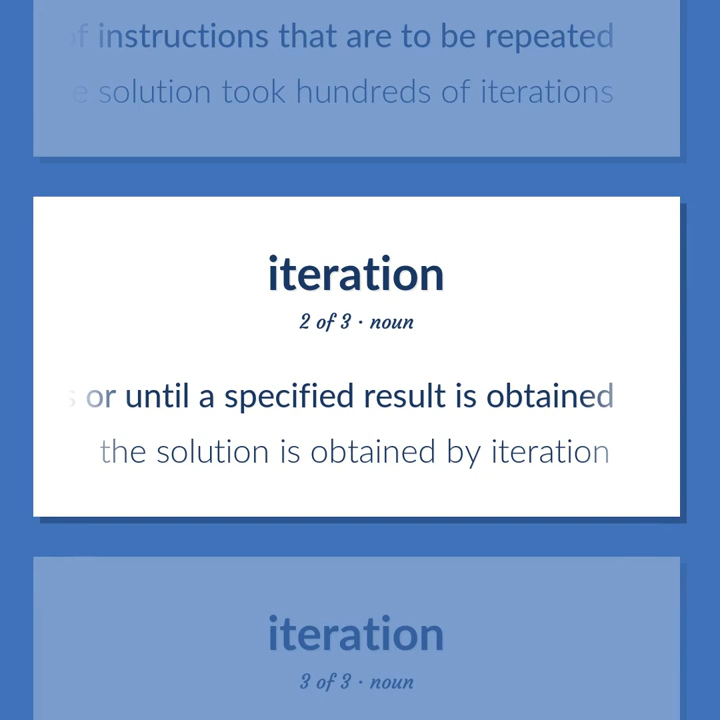 of instructions that are to be repeated
solution took hundreds of iterations
iteration
2 of 3 · noun
or until a specified result is obtained
the solution is obtained by iteration
iteration
3 of 3 · noun